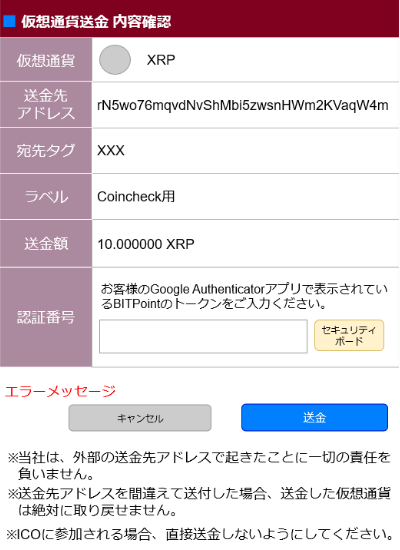 仮想通貨送金 内容確認
仮想通貨 XRP
送金先
アドレス rN5wo76mqvdNvShMbi5zwsnHWm2KVaqW4m
宛先タグ XXX
ラベル Coincheck用
送金額 10.000000 XRP
認証番号
お客様のGoogle Authenticatorアプリで表示されてい
るBITPointのトークンをご入力ください。
セキュリティ
ボード
エラーメッセージ
キャンセル 送金
※当社は、外部の送金先アドレスで起きたことに一切の責任を
負いません。
※送金先アドレスを間違えて送付した場合、送金した仮想通貨
は絶対に取り戻せません。
※ICOに参加される場合、直接送金しないようにしてください。